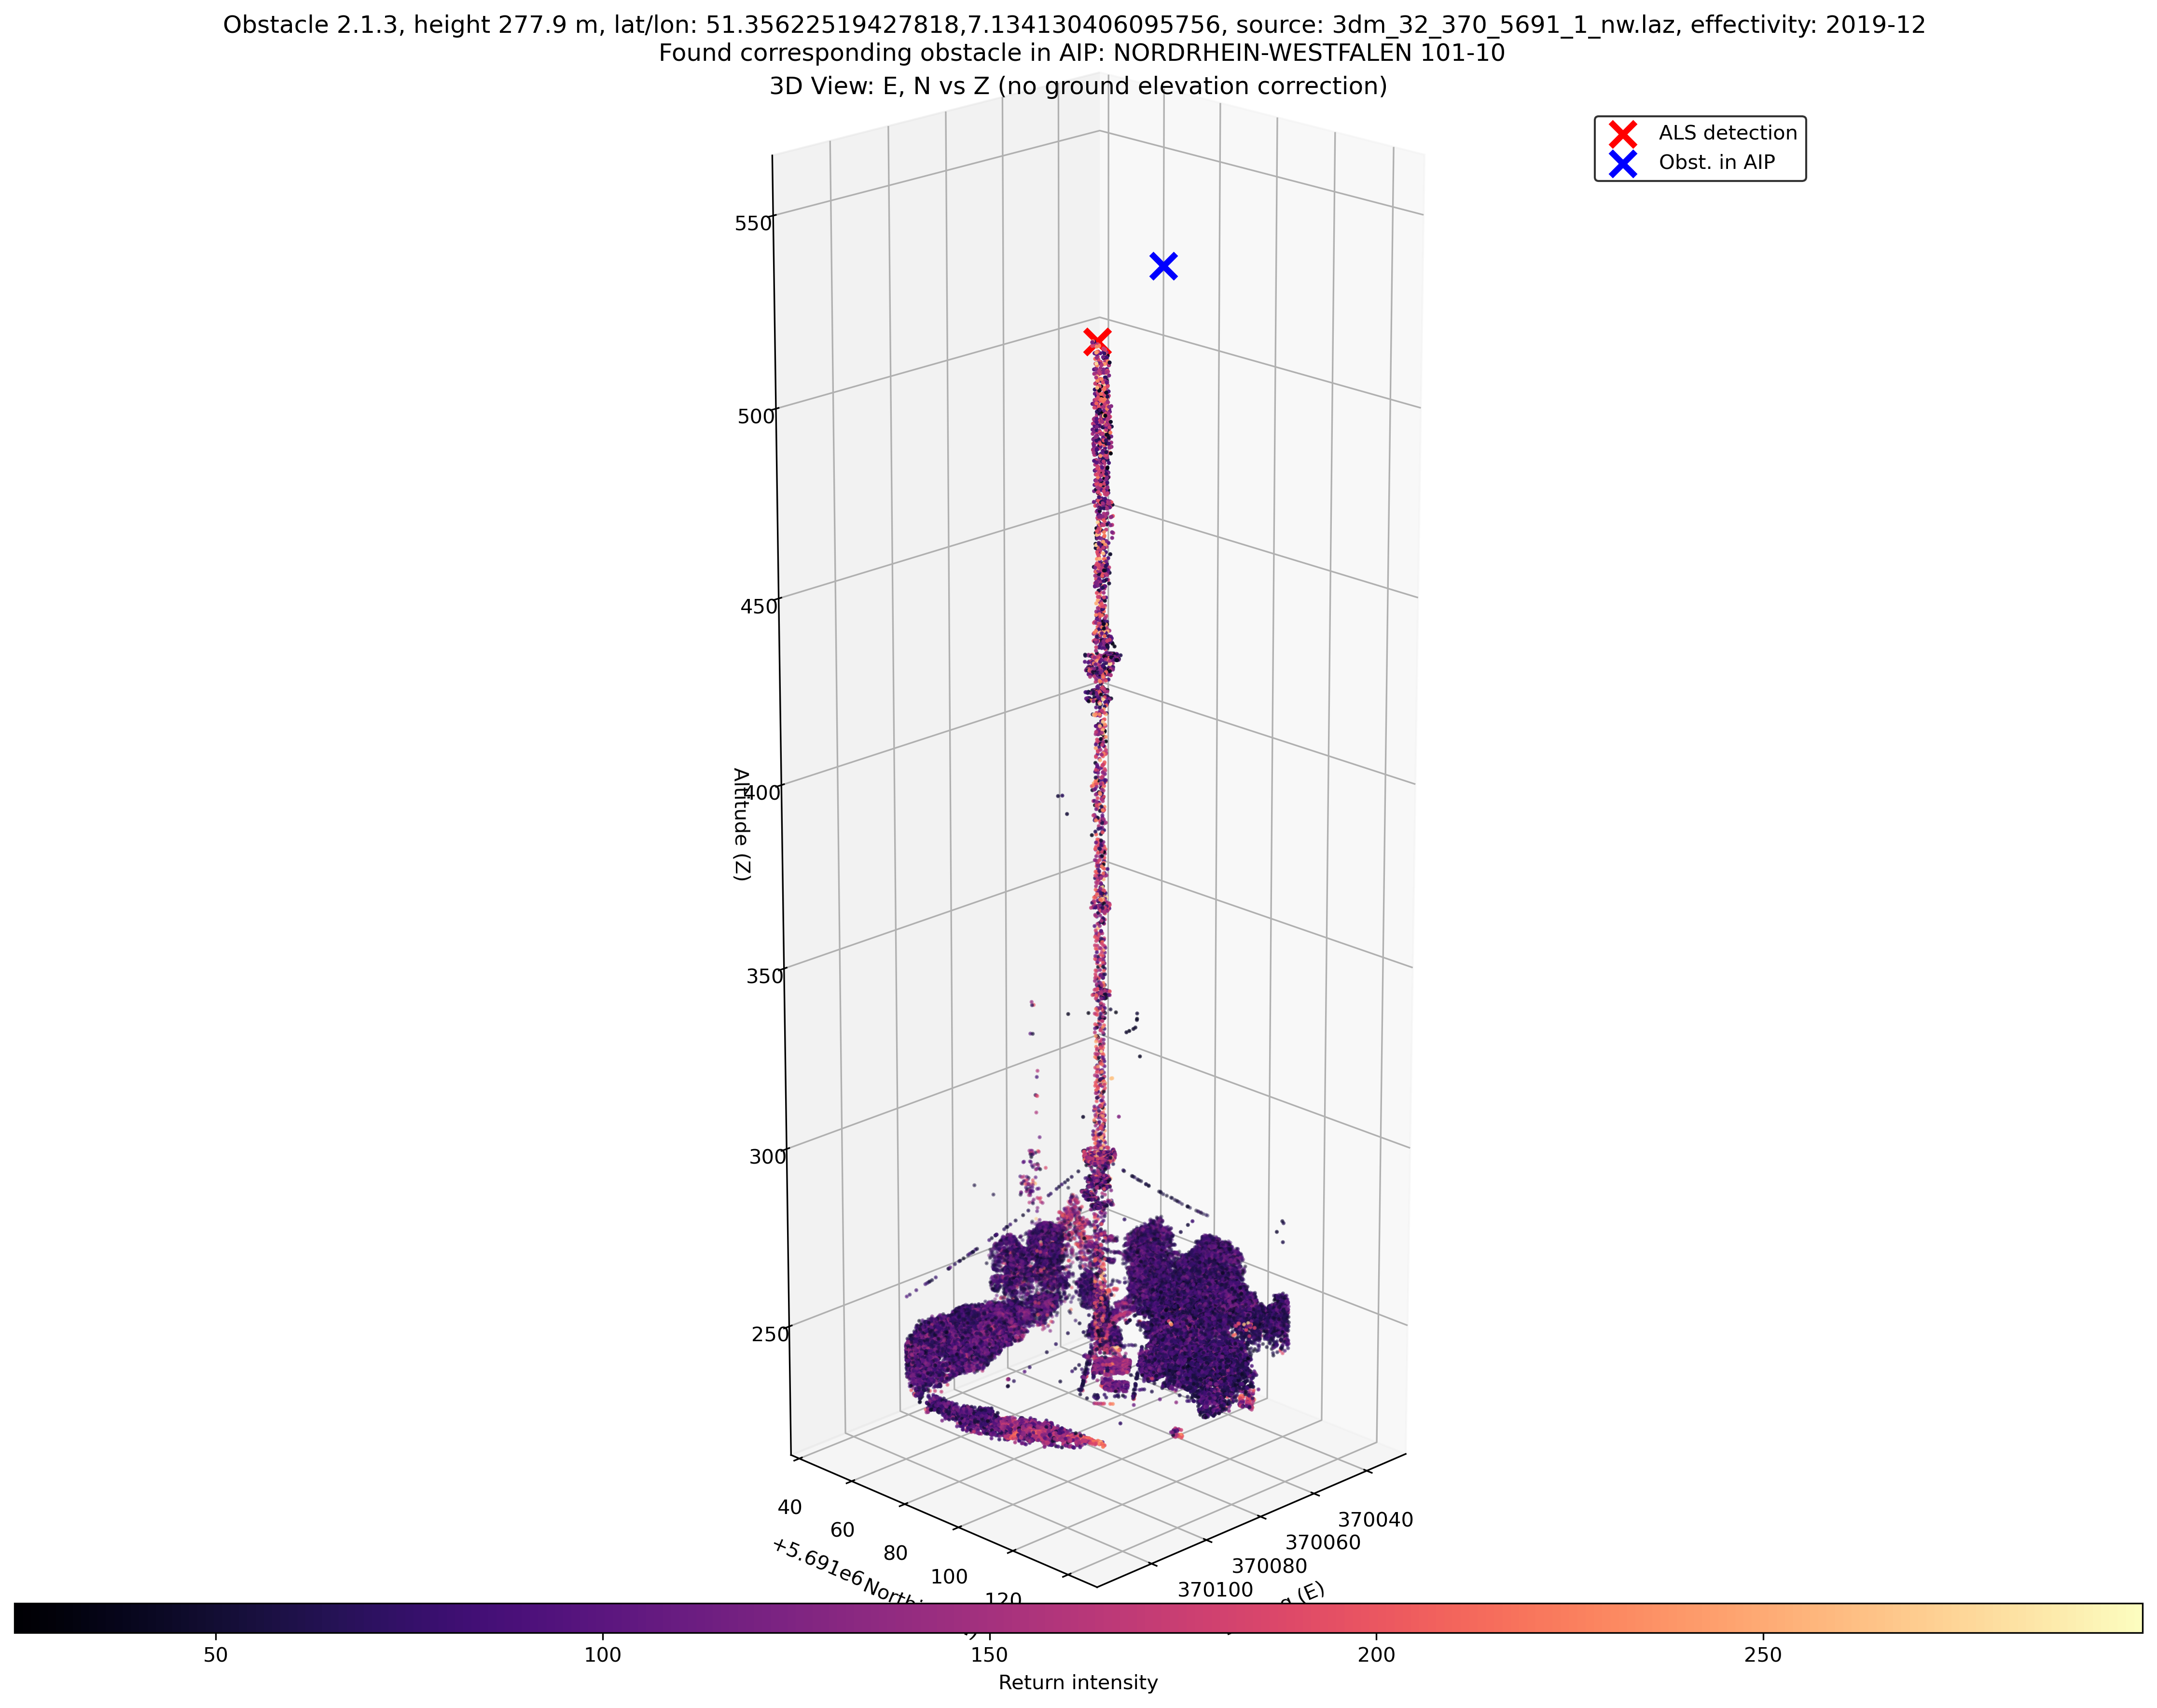 Obstacle 2.1.3, height 277.9 m, lat/lon: 51.35622519427818,7.134130406095756, source: 3dm_32_370_5691_1_nw.laz, effectivity: 2019-12
Found corresponding obstacle in AIP: NORDRHEIN-WESTFALEN 101-10
3D View: E, N vs Z (no ground elevation correction)
ALS detection
Obst. in AIP
550
500
450
400
350
300
250
Altitude (Z)
40
60
80
100
120
+5.691e6
370040
370060
370080
370100
(E)
50
100
150
200
250
Return intensity